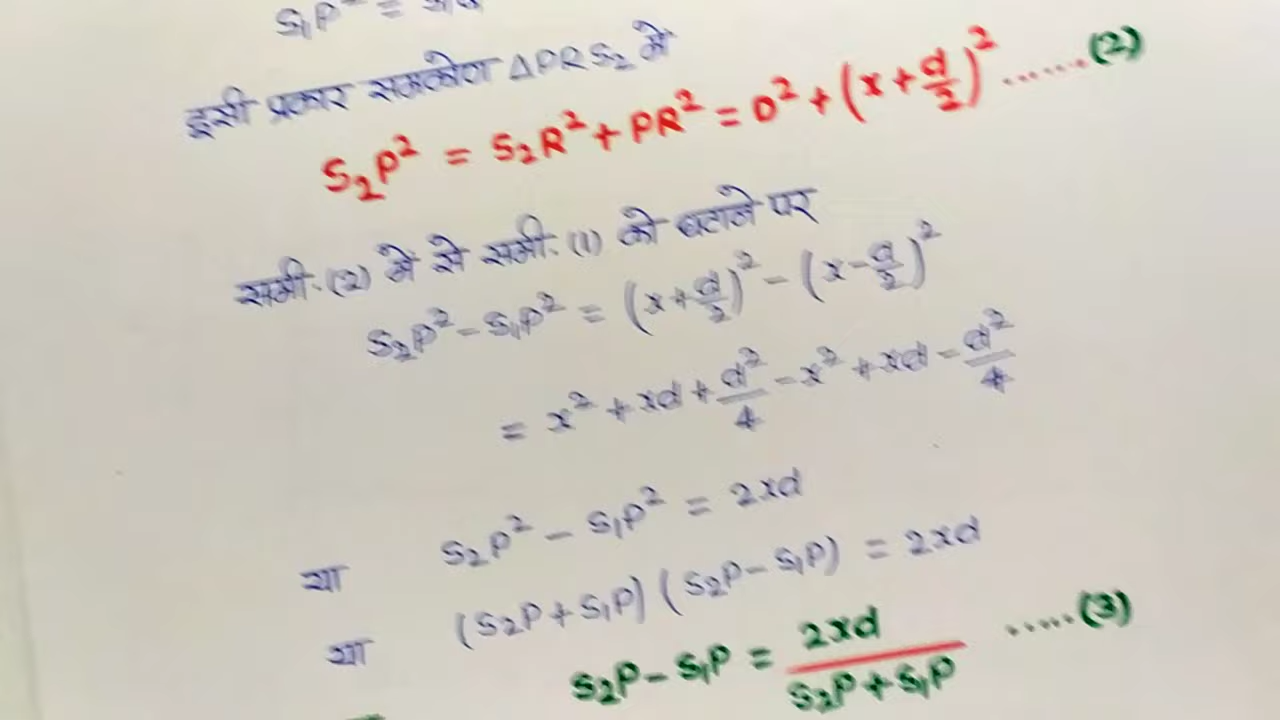 S₁P² =
इसी प्रकार समकोण ΔPRS₂ में
S₂P² = S₂R² + PR² = D² + (x + d/2)² ......(2)
समी. (2) में से समी. (1) को घटाने पर
S₂P² - S₁P² = (x + d/2)² - (x - d/2)²
= x² + xd + d²/4 - x² + xd - d²/4
या S₂P² - S₁P² = 2xd
या (S₂P + S₁P) (S₂P - S₁P) = 2xd
S₂P - S₁P = 2xd/(S₂P + S₁P) .....(3)